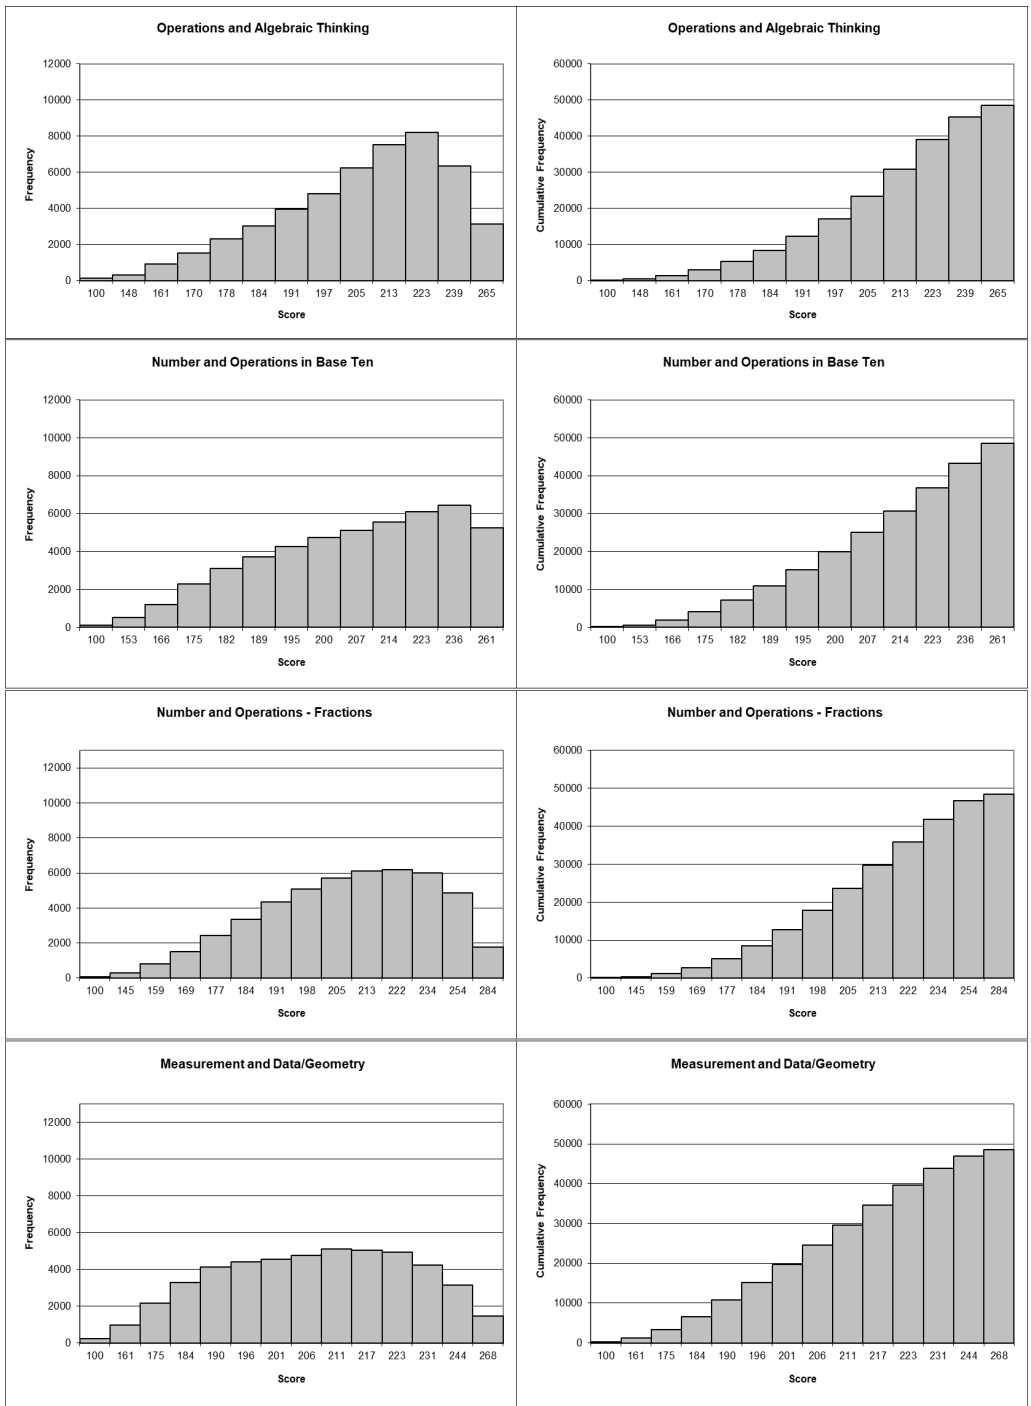 Operations and Algebraic Thinking
12000
10000
8000
6000
4000
2000
0
Frequency
100 148 161 170 178 184 191 197 205 213 223 239 265
Score
Operations and Algebraic Thinking
60000
50000
40000
30000
20000
10000
0
Cumulative Frequency
100 148 161 170 178 184 191 197 205 213 223 239 265
Score
Number and Operations in Base Ten
12000
10000
8000
6000
4000
2000
0
Frequency
100 153 166 175 182 189 195 200 207 214 223 236 261
Score
Number and Operations in Base Ten
60000
50000
40000
30000
20000
10000
0
Cumulative Frequency
100 153 166 175 182 189 195 200 207 214 223 236 261
Score
Number and Operations - Fractions
12000
10000
8000
6000
4000
2000
0
Frequency
100 145 159 169 177 184 191 198 205 213 222 234 254 284
Score
Number and Operations - Fractions
60000
50000
40000
30000
20000
10000
0
Cumulative Frequency
100 145 159 169 177 184 191 198 205 213 222 234 254 284
Score
Measurement and Data/Geometry
12000
10000
8000
6000
4000
2000
0
Frequency
100 161 175 184 190 196 201 206 211 217 223 231 244 268
Score
Measurement and Data/Geometry
60000
50000
40000
30000
20000
10000
0
Cumulative Frequency
100 161 175 184 190 196 201 206 211 217 223 231 244 268
Score